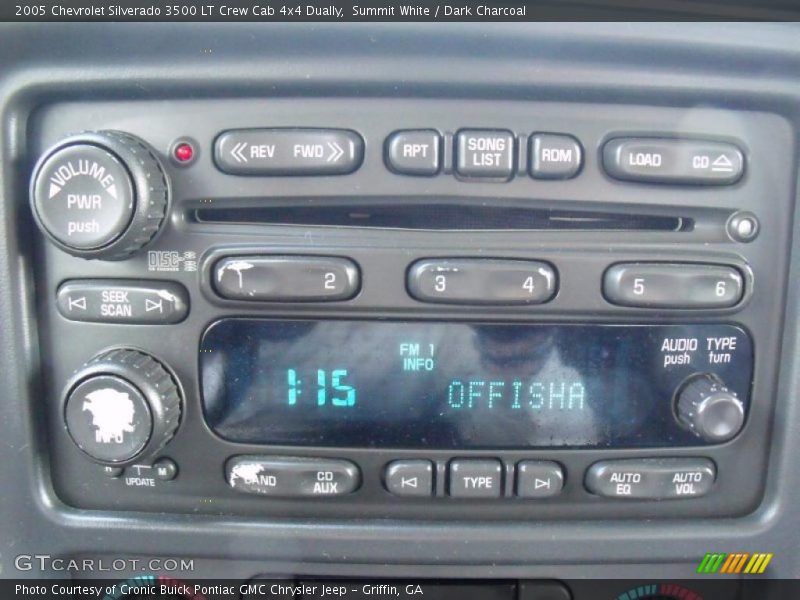 2005 Chevrolet Silverado 3500 LT Crew Cab 4x4 Dually,  Summit White / Dark Charcoal
REV FWD
RPT
SONG
LIST
RDM
LOAD CD
VOLUME
PWR
push
DISC
2
3 4
5 6
SEEK
SCAN
AUDIO TYPE
push turn
FM 1
INFO
1:15 OFFISHA
INFO
H M
UPDATE
BAND
CD
AUX
TYPE
AUTO
EQ
AUTO
VOL
GTCARLOT.COM
Photo Courtesy of Cronic Buick Pontiac GMC Chrysler Jeep - Griffin, GA